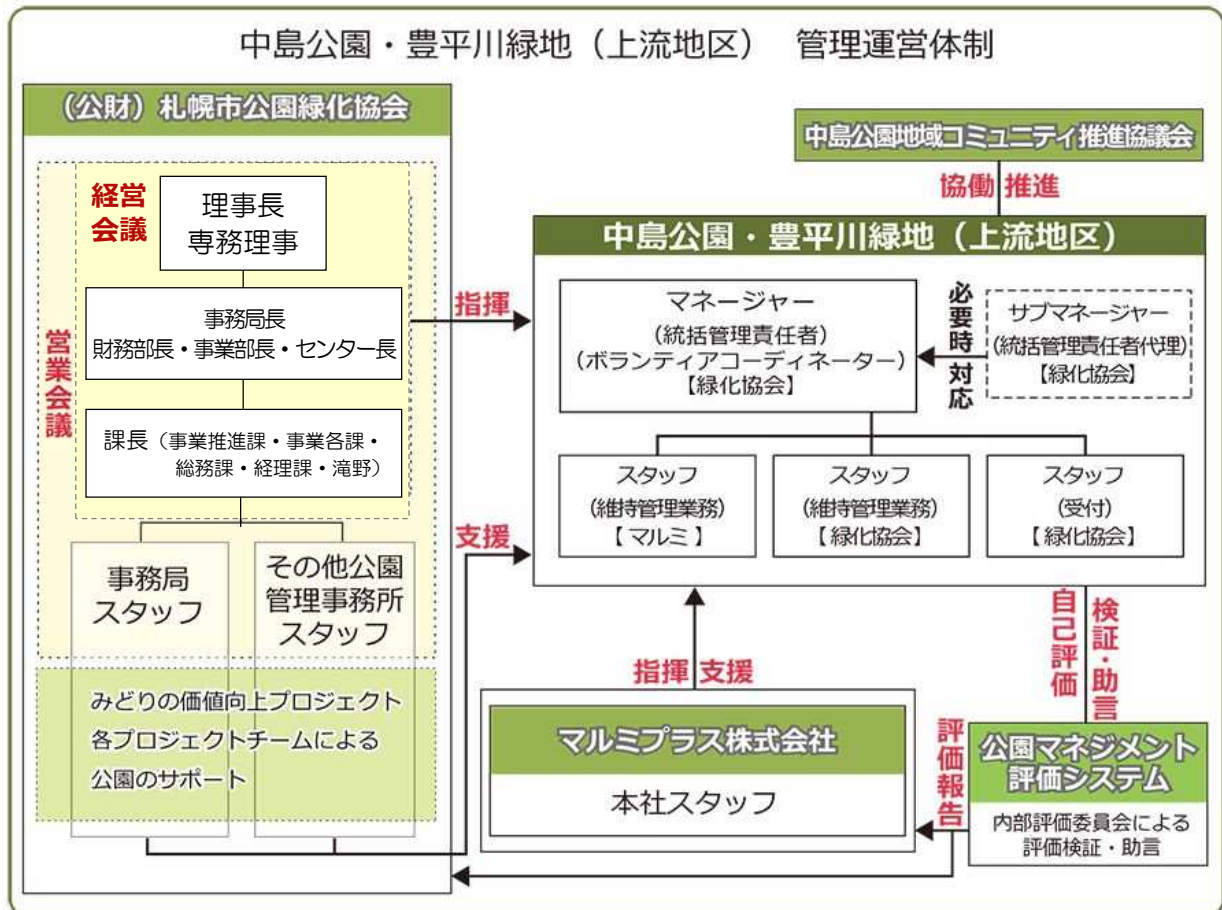 中島公園・豊平川緑地（上流地区） 管理運営体制
（公財）札幌市公園緑化協会
経営
会議
理事長
専務理事
営業会議
事務局長
財務部長・事業部長・センター長
課長（事業推進課・事業各課・
総務課・経理課・滝野）
事務局
スタッフ
その他公園
管理事務所
スタッフ
みどりの価値向上プロジェクト
各プロジェクトチームによる
公園のサポート
指揮
支援
中島公園地域コミュニティ推進協議会
協働 推進
中島公園・豊平川緑地（上流地区）
マネージャー
(統括管理責任者)
(ボランティアコーディネーター)
【緑化協会】
必要時 対応
サブマネージャー
(統括管理責任者代理)
【緑化協会】
スタッフ
(維持管理業務)
【マルミ】
スタッフ
(維持管理業務)
【緑化協会】
スタッフ
(受付)
【緑化協会】
指揮 支援
マルミプラス株式会社
本社スタッフ
自己評価
検証・助言
評価報告
公園マネジメント
評価システム
内部評価委員会による
評価検証・助言